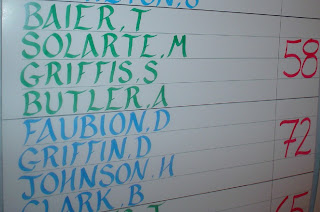 BAIER, T
SOLARTE, M 58
GRIFFIS, S
BUTLER, A
FAUBION, D
GRIFFIN, D 72
JOHNSON, H
CLARK, B